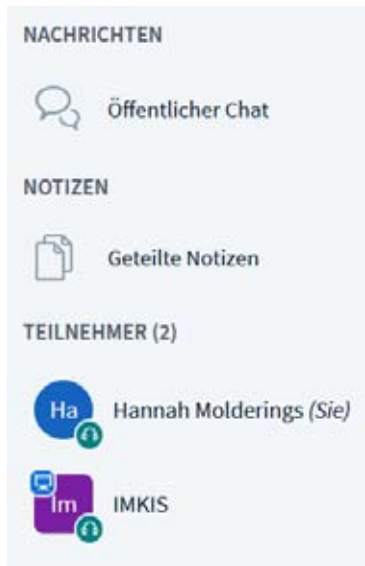 NACHRICHTEN
Öffentlicher Chat
NOTIZEN
Geteilte Notizen
TEILNEHMER (2)
Ha Hannah Molderings (Sie)
Im IMKIS